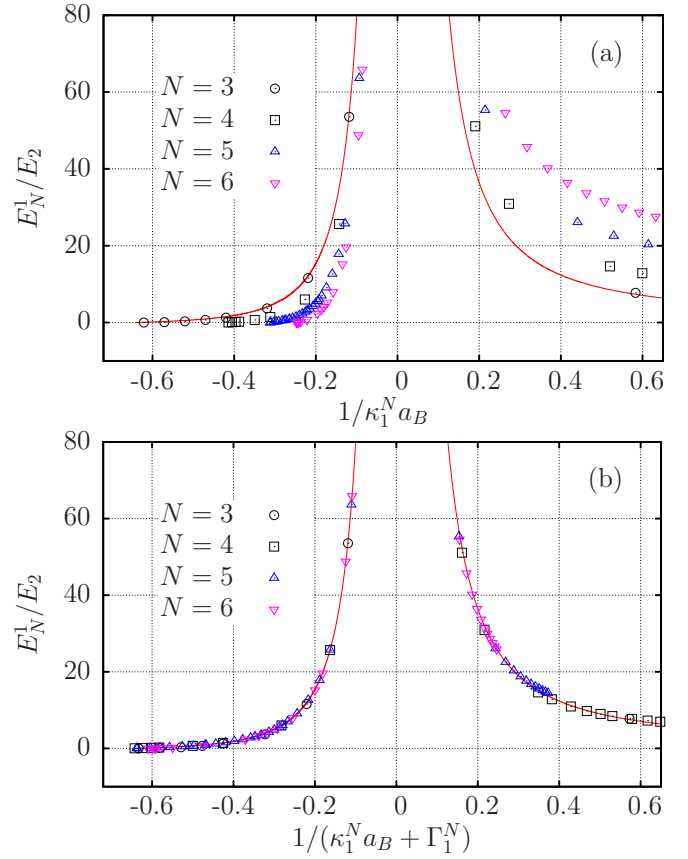 80
60
40
20
0
E_N^1/E_2
(a)
N = 3
N = 4
N = 5
N = 6
-0.6 -0.4 -0.2 0 0.2 0.4 0.6
1/κ_1^N a_B
80
60
40
20
0
E_N^1/E_2
(b)
N = 3
N = 4
N = 5
N = 6
-0.6 -0.4 -0.2 0 0.2 0.4 0.6
1/(κ_1^N a_B + Γ_1^N)